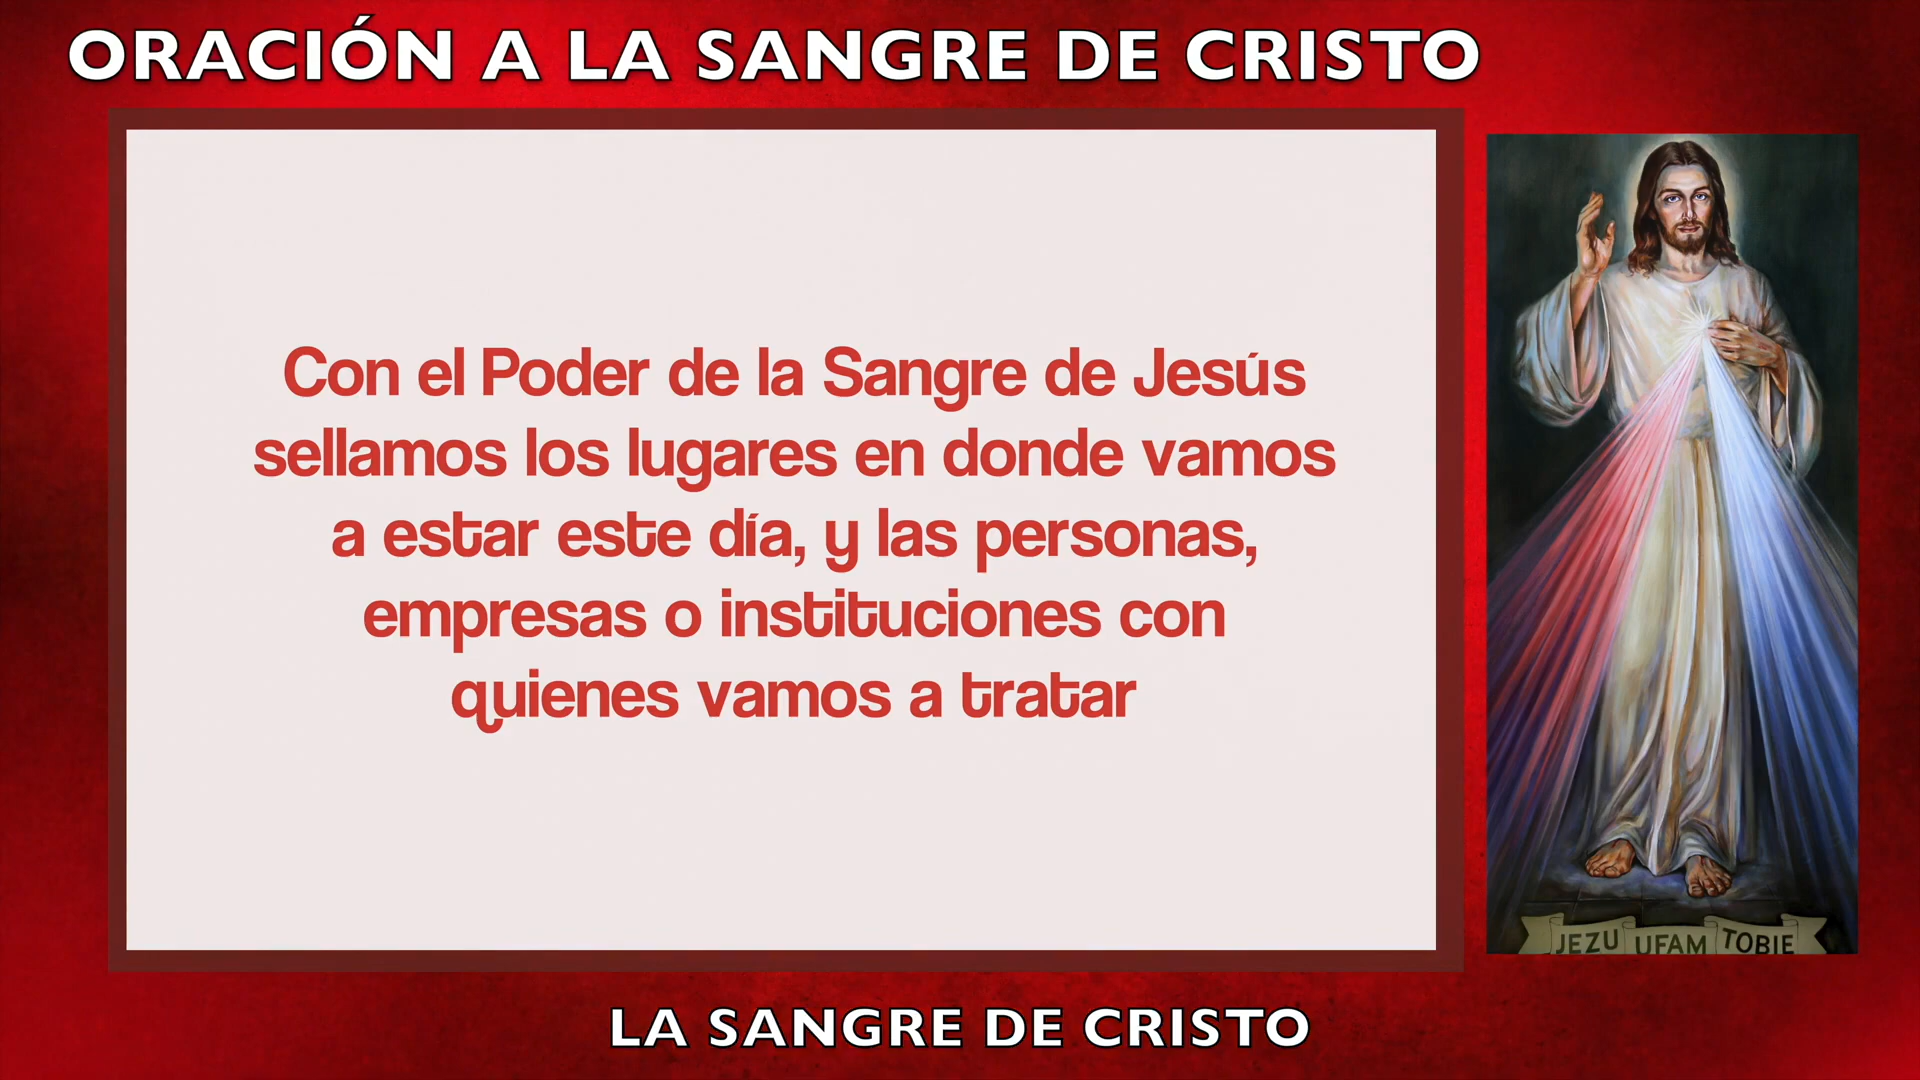 ORACIÓN A LA SANGRE DE CRISTO
Con el Poder de la Sangre de Jesús
sellamos los lugares en donde vamos
a estar este día, y las personas,
empresas o instituciones con
quienes vamos a tratar
JEZU UFAM TOBIE
LA SANGRE DE CRISTO